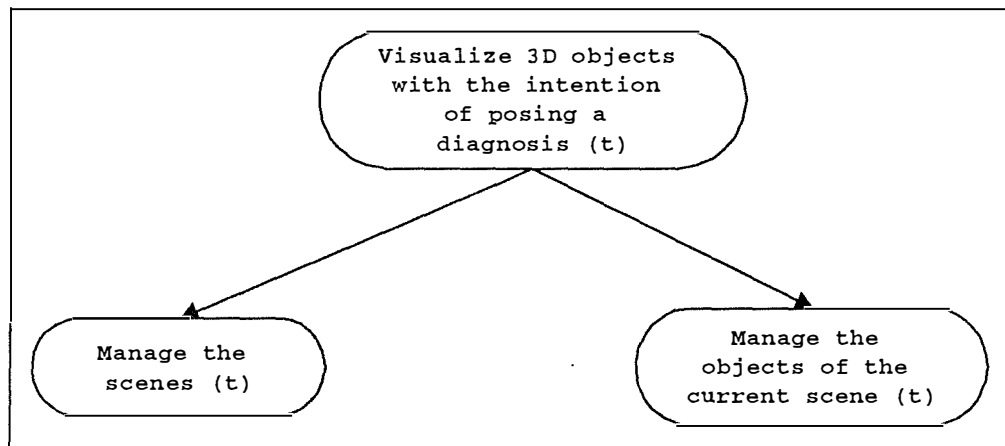 Visualize 3D objects
with the intention
of posing a
diagnosis (t)
Manage the
scenes (t)
Manage the
objects of the
current scene (t)